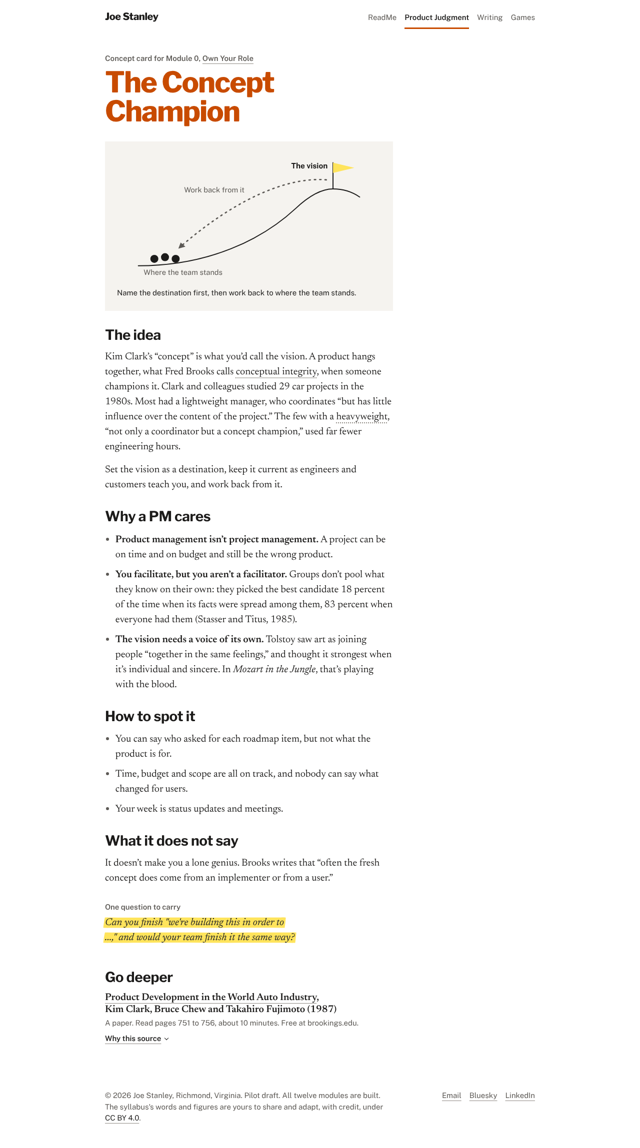 Joe Stanley
ReadMe Product Judgment Writing Games
Concept card for Module 0, Own Your Role
The Concept
Champion
The vision
Work back from it
Where the team stands
Name the destination first, then work back to where the team stands.
The idea
Kim Clark’s “concept” is what you’d call the vision. A product hangs
together, what Fred Brooks calls conceptual integrity, when someone
champions it. Clark and colleagues studied 29 car projects in the
1980s. Most had a lightweight manager, who coordinates “but has little
influence over the content of the project.” The few with a heavyweight,
“not only a coordinator but a concept champion,” used far fewer
engineering hours.
Set the vision as a destination, keep it current as engineers and
customers teach you, and work back from it.
Why a PM cares
• Product management isn’t project management. A project can be
on time and on budget and still be the wrong product.
• You facilitate, but you aren’t a facilitator. Groups don’t pool what
they know on their own: they picked the best candidate 18 percent
of the time when its facts were spread among them, 83 percent when
everyone had them (Stasser and Titus, 1985).
• The vision needs a voice of its own. Tolstoy saw art as joining
people “together in the same feelings,” and thought it strongest when
it’s individual and sincere. In Mozart in the Jungle, that’s playing
with the blood.
How to spot it
• You can say who asked for each roadmap item, but not what the
product is for.
• Time, budget and scope are all on track, and nobody can say what
changed for users.
• Your week is status updates and meetings.
What it does not say
It doesn’t make you a lone genius. Brooks writes that “often the fresh
concept does come from an implementer or from a user.”
One question to carry
Can you finish "we're building this in order to
...," and would your team finish it the same way?
Go deeper
Product Development in the World Auto Industry,
Kim Clark, Bruce Chew and Takahiro Fujimoto (1987)
A paper. Read pages 751 to 756, about 10 minutes. Free at brookings.edu.
Why this source
© 2026 Joe Stanley, Richmond, Virginia. Pilot draft. All twelve modules are built.
The syllabus's words and figures are yours to share and adapt, with credit, under
CC BY 4.0.
Email Bluesky LinkedIn